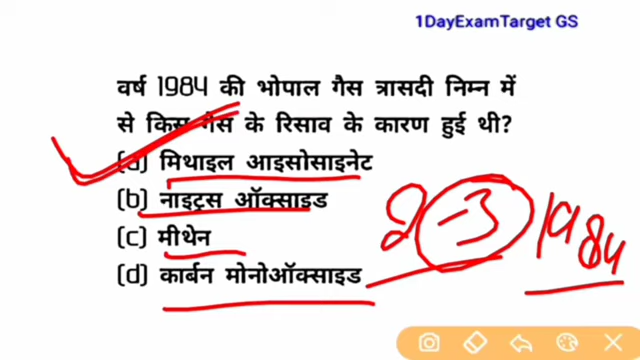 1DayExamTarget GS
वर्ष 1984 की भोपाल गैस त्रासदी निम्न में
से किस गैस के रिसाव के कारण हुई थी?
(a) मिथाइल आइसोसाइनेट
(b) नाइट्रस ऑक्साइड
(c) मीथेन
(d) कार्बन मोनोऑक्साइड
2-3 1984